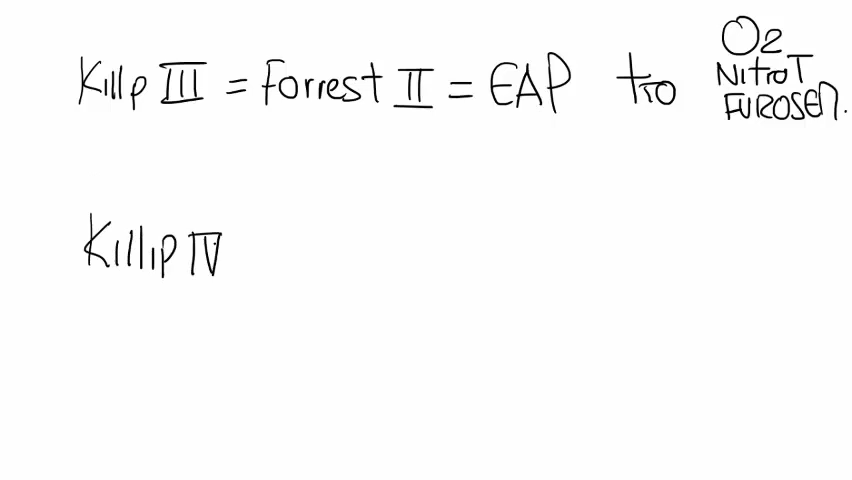 Killp III = Forrest II = EAP tto O2
NitroT
FUROSEM.
Killip IV